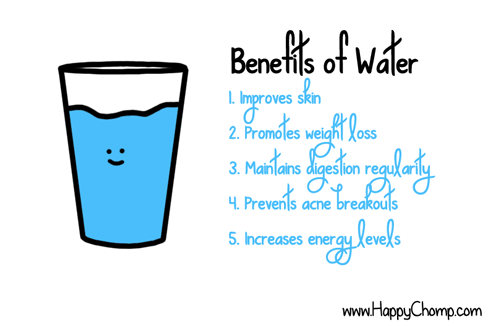 Benefits of Water
1. Improves skin
2. Promotes weight loss
3. Maintains digestion regularity
4. Prevents acne breakouts
5. Increases energy levels
www.HappyChomp.com